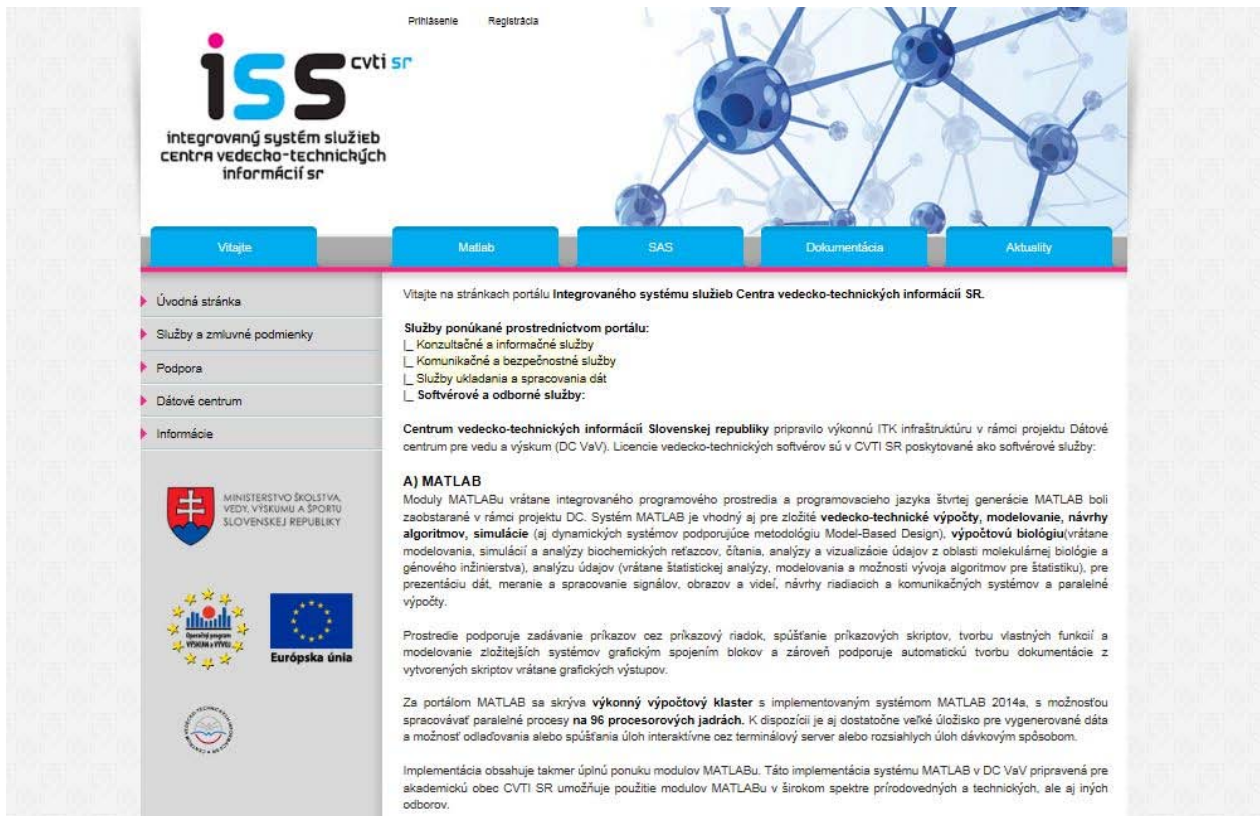 Prihlásenie Registrácia
iss cvti sr
integrovaný systém služieb
centra vedecko-technických
informácií sr
Vitajte Matlab SAS Dokumentácia Aktuality
Úvodná stránka
Služby a zmluvné podmienky
Podpora
Dátové centrum
Informácie
MINISTERSTVO ŠKOLSTVA,
VEDY, VÝSKUMU A ŠPORTU
SLOVENSKEJ REPUBLIKY
Operačný program
VÝSKUM a VÝVOJ
Európska únia
Vitajte na stránkach portálu Integrovaného systému služieb Centra vedecko-technických informácií SR.
Služby ponúkané prostredníctvom portálu:
|_ Konzultačné a informačné služby
|_ Komunikačné a bezpečnostné služby
|_ Služby ukladania a spracovania dát
|_ Softvérové a odborné služby:
Centrum vedecko-technických informácií Slovenskej republiky pripravilo výkonnú ITK infraštruktúru v rámci projektu Dátové
centrum pre vedu a výskum (DC VaV). Licencie vedecko-technických softvérov sú v CVTI SR poskytované ako softvérové služby:
A) MATLAB
Moduly MATLABu vrátane integrovaného programového prostredia a programovacieho jazyka štvrtej generácie MATLAB boli
zaobstarané v rámci projektu DC. Systém MATLAB je vhodný aj pre zložité vedecko-technické výpočty, modelovanie, návrhy
algoritmov, simulácie (aj dynamických systémov podporujúce metodológiu Model-Based Design), výpočtovú biológiu(vrátane
modelovania, simulácií a analýzy biochemických reťazcov, čítania, analýzy a vizualizácie údajov z oblasti molekulárnej biológie a
génového inžinierstva), analýzu údajov (vrátane štatistickej analýzy, modelovania a možnosti vývoja algoritmov pre štatistiku), pre
prezentáciu dát, meranie a spracovanie signálov, obrazov a videí, návrhy riadiacich a komunikačných systémov a paralelné
výpočty.
Prostredie podporuje zadávanie príkazov cez príkazový riadok, spúšťanie príkazových skriptov, tvorbu vlastných funkcií a
modelovanie zložitejších systémov grafickým spojením blokov a zároveň podporuje automatickú tvorbu dokumentácie z
vytvorených skriptov vrátane grafických výstupov.
Za portálom MATLAB sa skrýva výkonný výpočtový klaster s implementovaným systémom MATLAB 2014a, s možnosťou
spracovávať paralelné procesy na 96 procesorových jadrách. K dispozícii je aj dostatočne veľké úložisko pre vygenerované dáta
a možnosť odlaďovania alebo spúšťania úloh interaktívne cez terminálový server alebo rozsiahlych úloh dávkovým spôsobom.
Implementácia obsahuje takmer úplnú ponuku modulov MATLABu. Táto implementácia systému MATLAB v DC VaV pripravená pre
akademickú obec CVTI SR umožňuje použitie modulov MATLABu v širokom spektre prírodovedných a technických, ale aj iných
odborov.